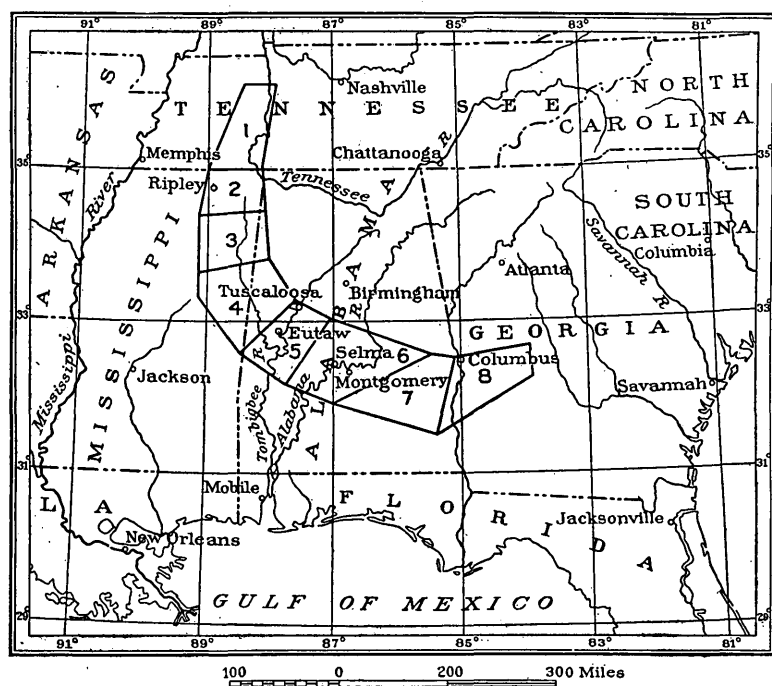 91° 89° 87° 85° 83° 81°
Nashville
TENNESSEE
NORTH
CAROLINA
ARKANSAS
1
Memphis
Chattanooga
35° 35°
Ripley
2
Tennessee R
River
SOUTH
CAROLINA
Columbia
3
MISSISSIPPI
ALABAMA
Savannah R
Atlanta
Tuscaloosa
Birmingham
33° 33°
4
Eutaw
GEORGIA
5
Selma
6
Columbus
R
Jackson
Montgomery
8
Savannah
7
Mississippi
Tombigbee
Alabama
R
31° 31°
Mobile
FLORIDA
LA
Jacksonville
New Orleans
29° 29°
GULF OF MEXICO
91° 89° 87° 85° 83° 81°
100 0 200 300 Miles